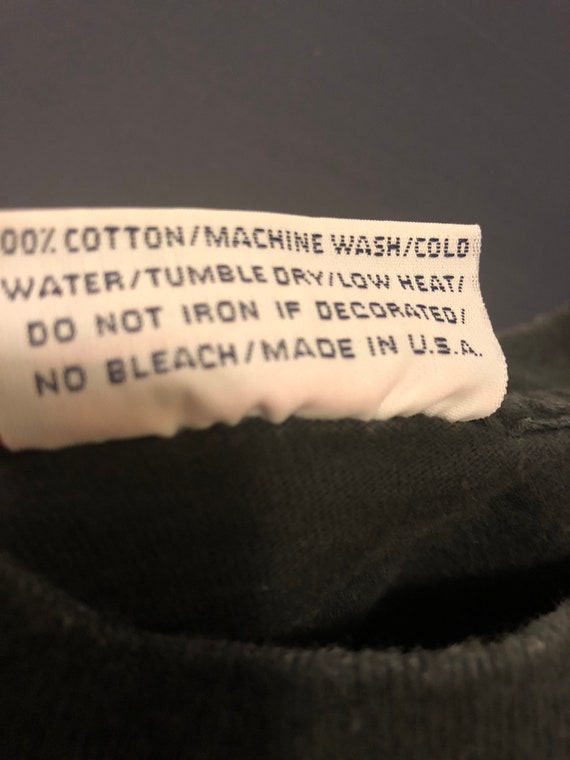 00% COTTON/MACHINE WASH/COLD
WATER/TUMBLE DRY/LOW HEAT/
DO NOT IRON IF DECORATED/
NO BLEACH/MADE IN U.S.A.